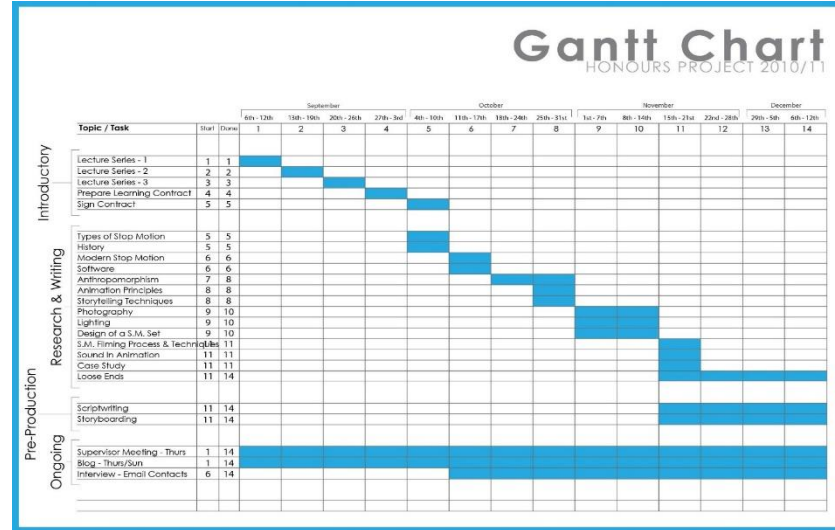 Gantt Chart
HONOURS PROJECT 2010/11
September October November December
6th - 12th 13th - 19th 20th - 26th 27th - 3rd 4th - 10th 11th - 17th 18th - 24th 25th - 31st 1st - 7th 8th - 14th 15th - 21st 22nd - 28th 29th - 5th 6th - 12th
Topic / Task Start Done 1 2 3 4 5 6 7 8 9 10 11 12 13 14
Introductory
Lecture Series - 1 1 1
Lecture Series - 2 2 2
Lecture Series - 3 3 3
Prepare Learning Contract 4 4
Sign Contract 5 5
Research & Writing
Types of Stop Motion 5 5
History 5 5
Modern Stop Motion 6 6
Software 6 6
Anthropomorphism 7 8
Animation Principles 8 8
Storytelling Techniques 8 8
Photography 9 10
Lighting 9 10
Design of a S.M. Set 9 10
S.M. Filming Process & Techniques 11 11
Sound In Animation 11 11
Case Study 11 11
Loose Ends 11 14
Pre-Production
Scriptwriting 11 14
Storyboarding 11 14
Ongoing
Supervisor Meeting - Thurs 1 14
Blog - Thurs/Sun 1 14
Interview - Email Contacts 6 14